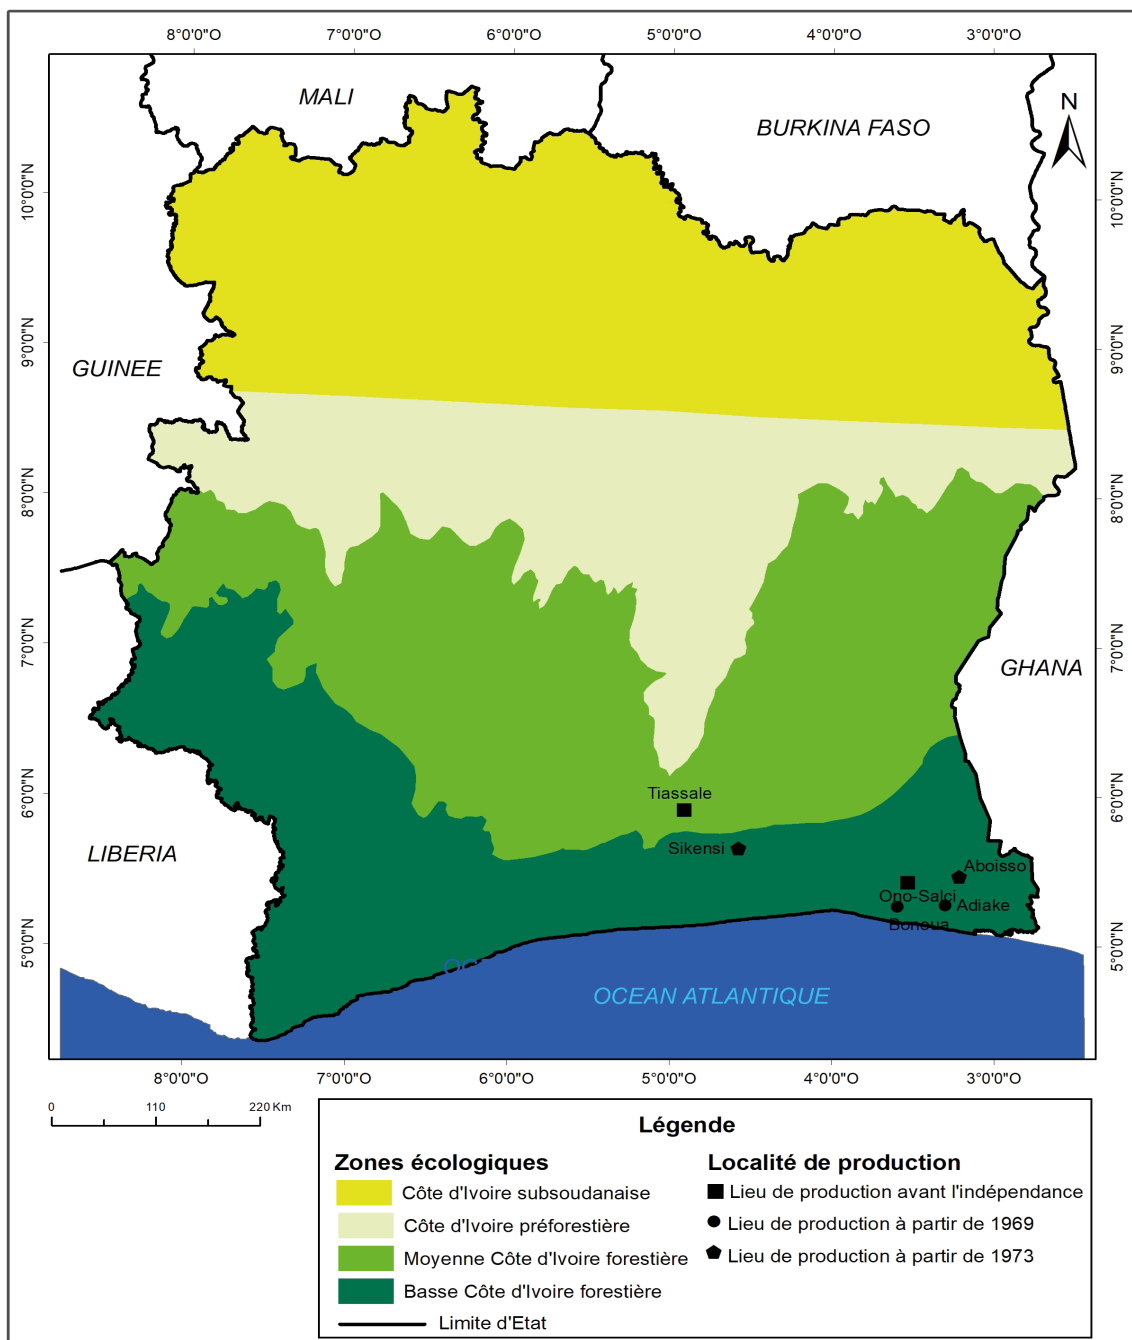 8°0'0"O 7°0'0"O 6°0'0"O 5°0'0"O 4°0'0"O 3°0'0"O
MALI
BURKINA FASO
N
10°0'0"N
10°0'0"N
9°0'0"N
9°0'0"N
GUINEE
8°0'0"N
8°0'0"N
7°0'0"N
7°0'0"N
GHANA
6°0'0"N
6°0'0"N
Tiassale
Sikensi
LIBERIA
Aboisso
Ono-Salci
Adiake
Bonoua
5°0'0"N
5°0'0"N
OC
OCEAN ATLANTIQUE
8°0'0"O 7°0'0"O 6°0'0"O 5°0'0"O 4°0'0"O 3°0'0"O
0 110 220 Km
Légende
Zones écologiques
Côte d'Ivoire subsoudanaise
Côte d'Ivoire préforestière
Moyenne Côte d'Ivoire forestière
Basse Côte d'Ivoire forestière
Limite d'Etat
Localité de production
Lieu de production avant l'indépendance
Lieu de production à partir de 1969
Lieu de production à partir de 1973